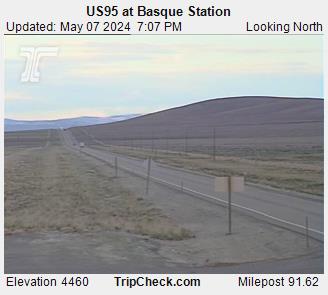 US95 at Basque Station
Updated: May 07 2024 7:07 PM Looking North
Elevation 4460 TripCheck.com Milepost 91.62